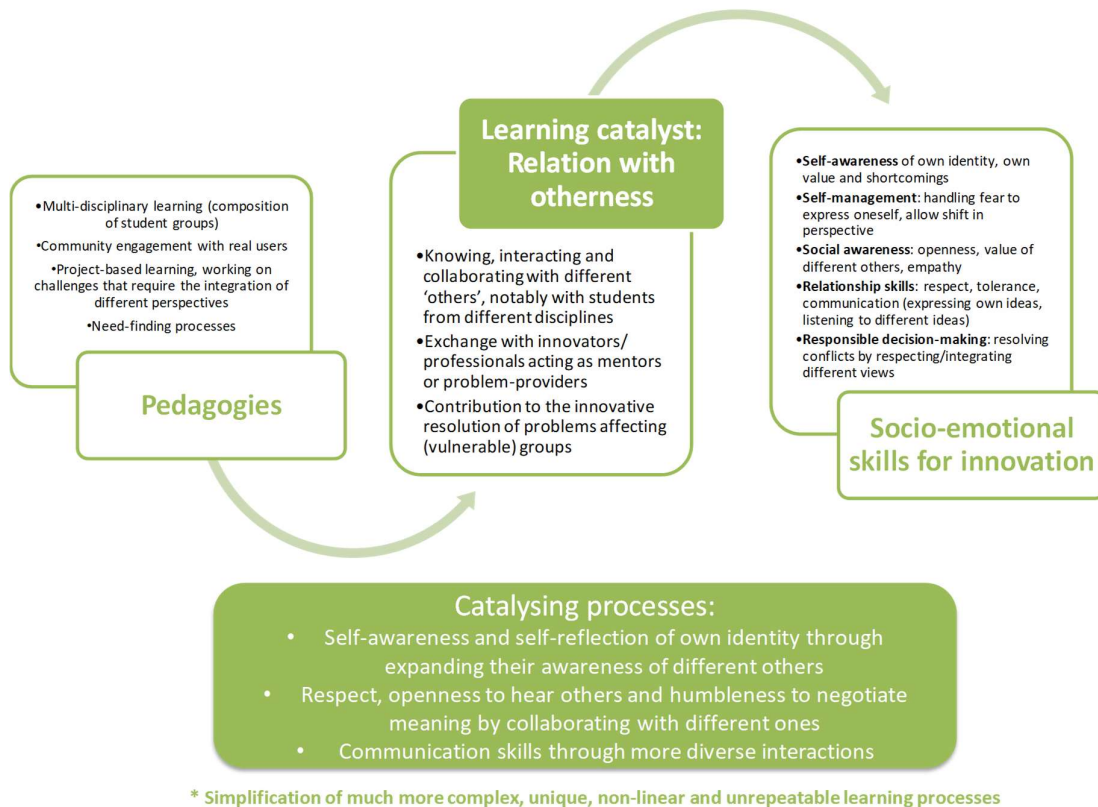 •Multi-disciplinary learning (composition
of student groups)
•Community engagement with real users
•Project-based learning, working on
challenges that require the integration of
different perspectives
•Need-finding processes
Pedagogies
Learning catalyst:
Relation with
otherness
•Knowing, interacting and
collaborating with different
‘others’, notably with students
from different disciplines
•Exchange with innovators/
professionals acting as mentors
or problem-providers
•Contribution to the innovative
resolution of problems affecting
(vulnerable) groups
•Self-awareness of own identity, own
value and shortcomings
•Self-management: handling fear to
express oneself, allow shift in
perspective
•Social awareness: openness, value of
different others, empathy
•Relationship skills: respect, tolerance,
communication (expressing own ideas,
listening to different ideas)
•Responsible decision-making: resolving
conflicts by respecting/integrating
different views
Socio-emotional
skills for innovation
Catalysing processes:
• Self-awareness and self-reflection of own identity through
expanding their awareness of different others
• Respect, openness to hear others and humbleness to negotiate
meaning by collaborating with different ones
• Communication skills through more diverse interactions
* Simplification of much more complex, unique, non-linear and unrepeatable learning processes